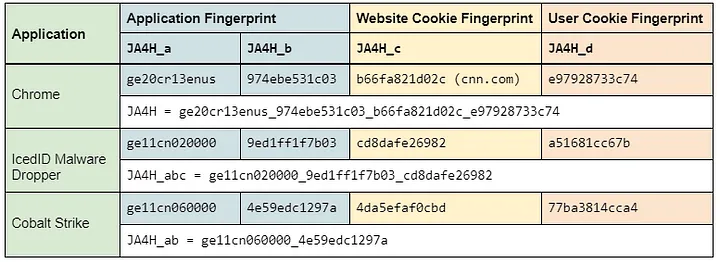 Application
Application Fingerprint
Website Cookie Fingerprint
User Cookie Fingerprint
JA4H_a
JA4H_b
JA4H_c
JA4H_d
Chrome
ge20cr13enus
974ebe531c03
b66fa821d02c (cnn.com)
e97928733c74
JA4H = ge20cr13enus_974ebe531c03_b66fa821d02c_e97928733c74
IcedID Malware
Dropper
ge11cn020000
9ed1ff1f7b03
cd8dafe26982
a51681cc67b
JA4H_abc = ge11cn020000_9ed1ff1f7b03_cd8dafe26982
Cobalt Strike
ge11cn060000
4e59edc1297a
4da5efaf0cbd
77ba3814cca4
JA4H_ab = ge11cn060000_4e59edc1297a